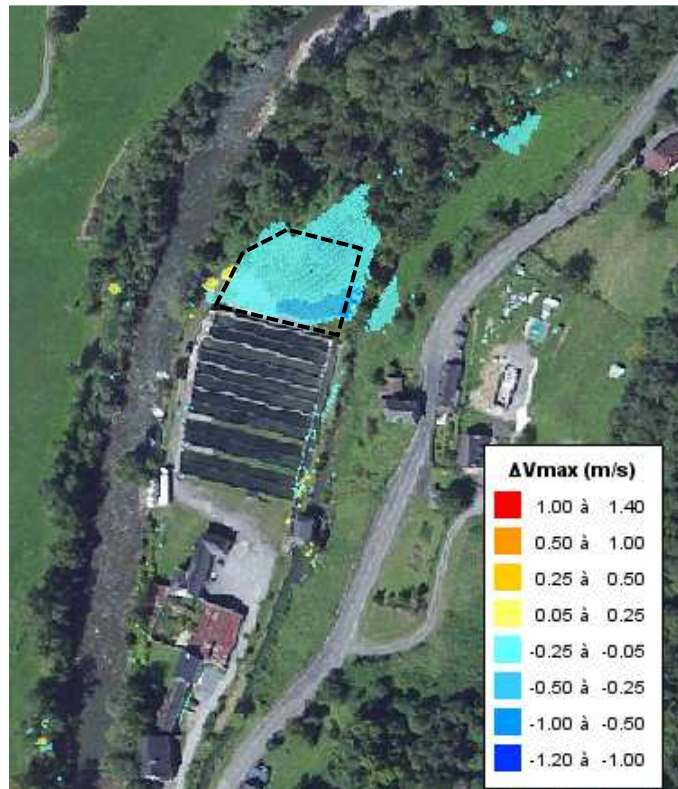 ΔVmax (m/s)
1.00 à 1.40
0.50 à 1.00
0.25 à 0.50
0.05 à 0.25
-0.25 à -0.05
-0.50 à -0.25
-1.00 à -0.50
-1.20 à -1.00